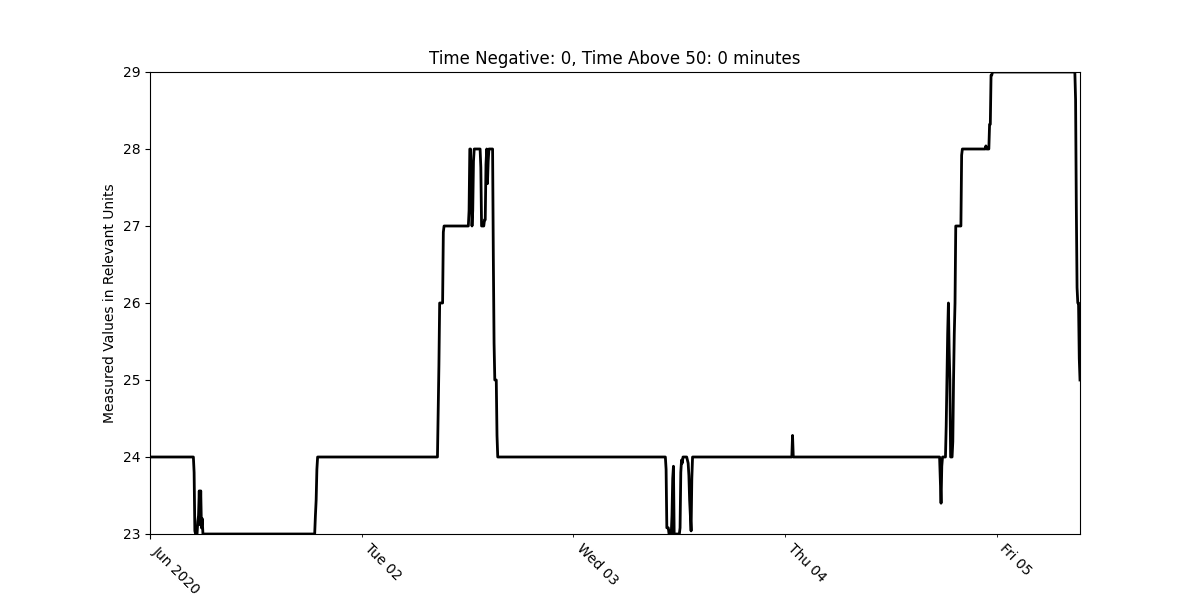 Time Negative: 0, Time Above 50: 0 minutes
Measured Values in Relevant Units
29
28
27
26
25
24
23
Jun 2020
Tue 02
Wed 03
Thu 04
Fri 05